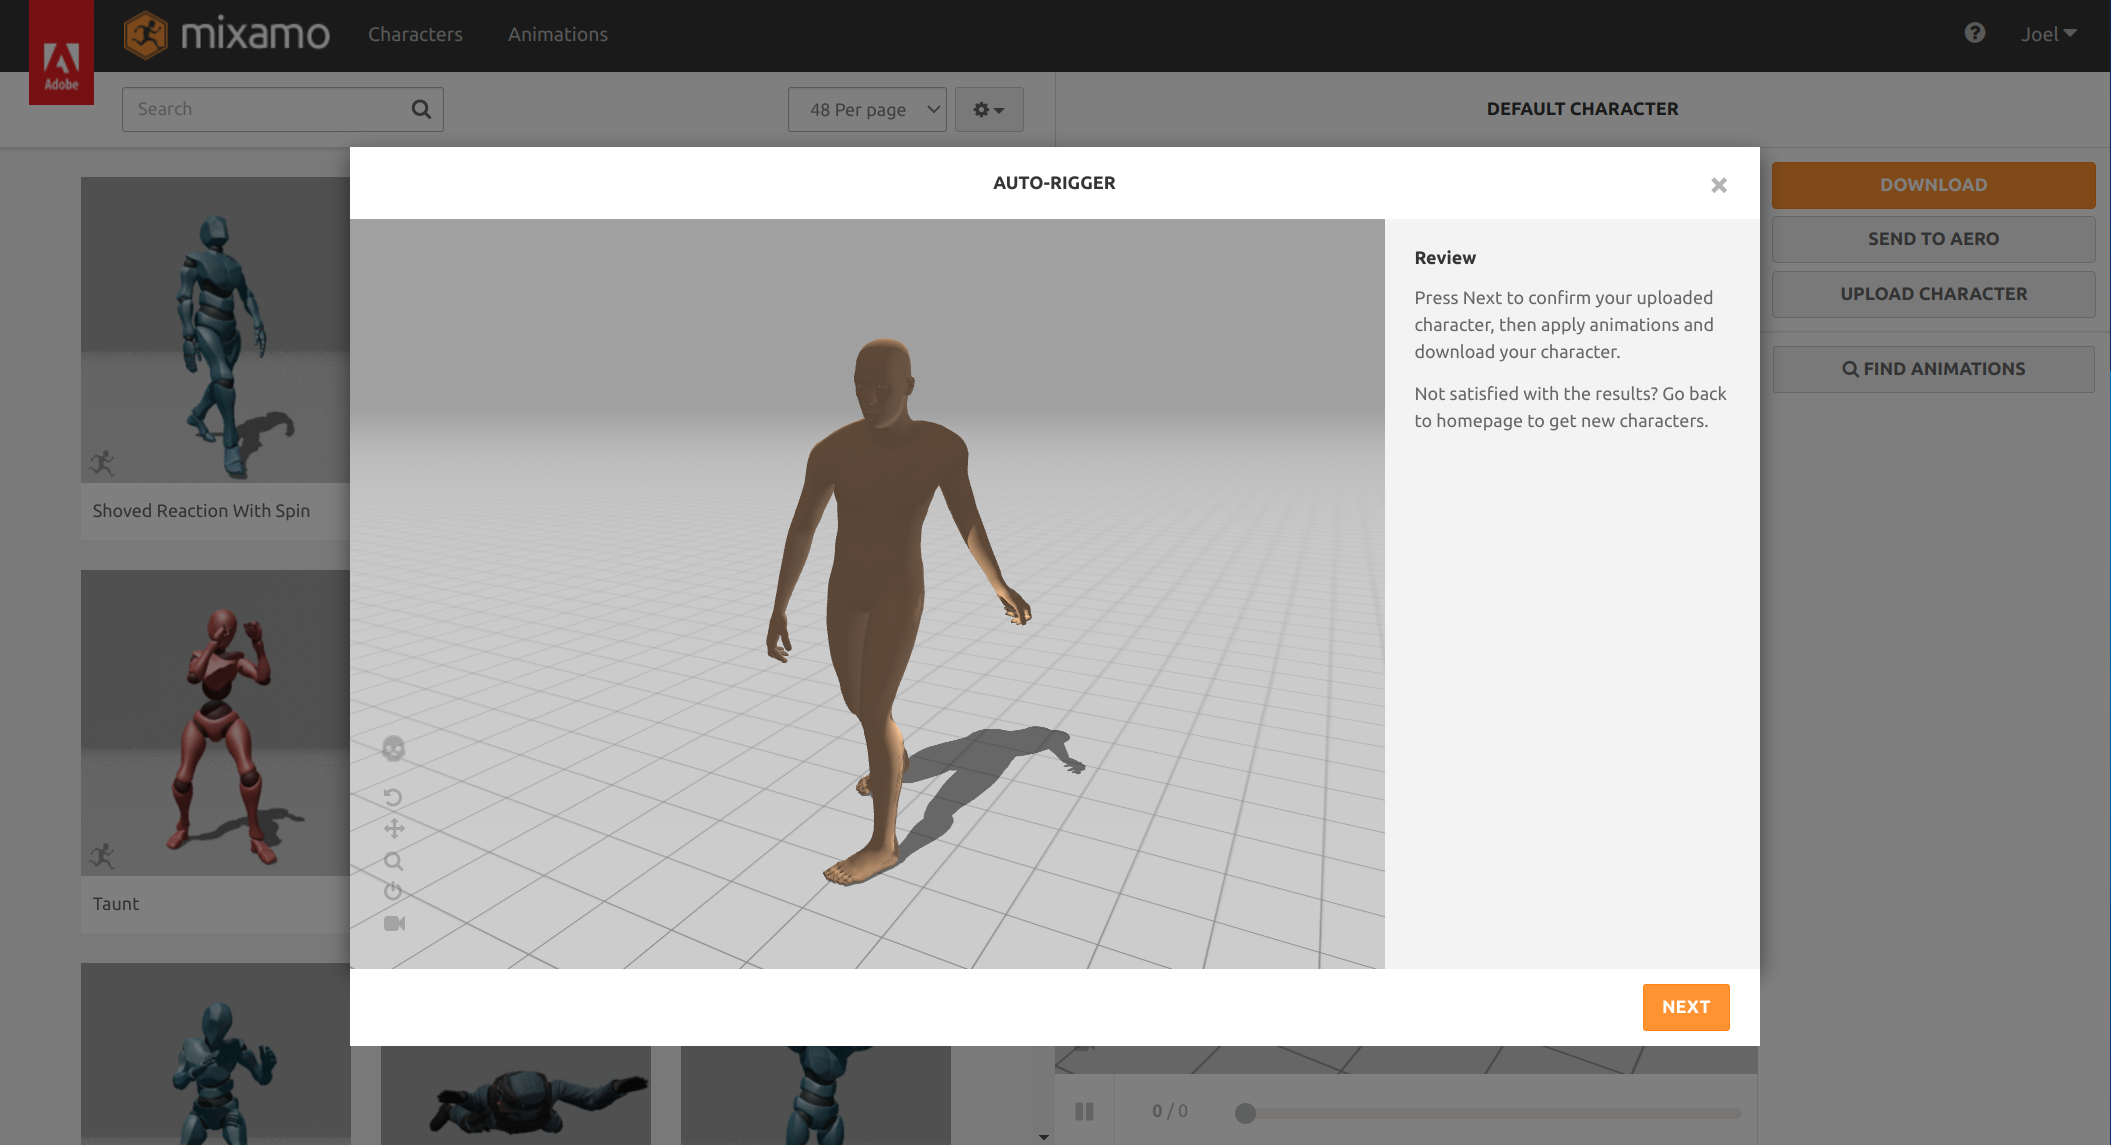 Adobe
mixamo
Characters
Animations
Joel
Search
48 Per page
DEFAULT CHARACTER
AUTO-RIGGER
DOWNLOAD
SEND TO AERO
UPLOAD CHARACTER
FIND ANIMATIONS
Shoved Reaction With Spin
Taunt
Review
Press Next to confirm your uploaded
character, then apply animations and
download your character.
Not satisfied with the results? Go back
to homepage to get new characters.
NEXT
0 / 0